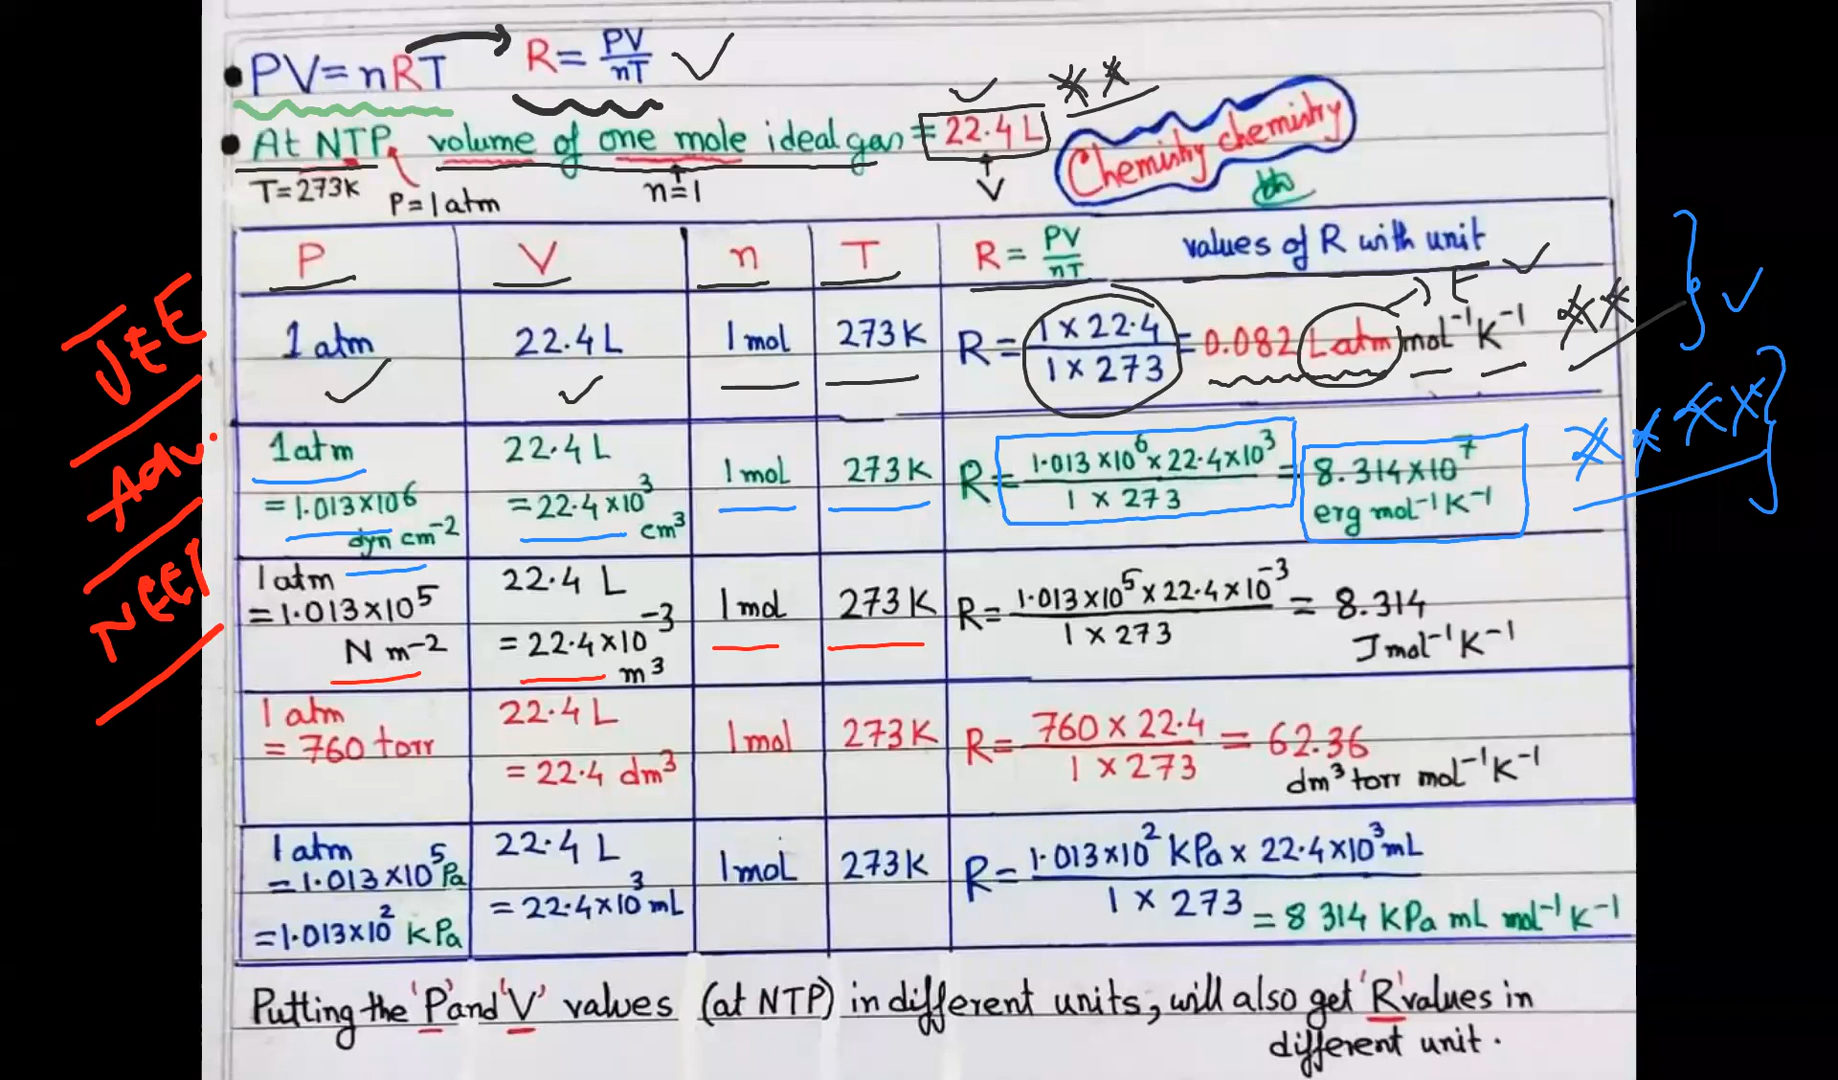 • PV=nRT → R= PV/nT ✓
• At NTP, volume of one mole ideal gas = 22.4 L
T=273K P=1atm n=1 V
Chemistry chemistry
P V n T R= PV/nT values of R with unit
E
1 atm 22.4 L 1 mol 273 K R= 1 x 22.4 / 1 x 273 = 0.082 L atm mol⁻¹ K⁻¹
1 atm = 1.013 x 10⁶ dyn cm⁻² 22.4 L = 22.4 x 10³ cm³ 1 mol 273 K R= 1.013 x 10⁶ x 22.4 x 10³ / 1 x 273 = 8.314 x 10⁷ erg mol⁻¹ K⁻¹
1 atm = 1.013 x 10⁵ N m⁻² 22.4 L = 22.4 x 10⁻³ m³ 1 mol 273 K R= 1.013 x 10⁵ x 22.4 x 10⁻³ / 1 x 273 = 8.314 J mol⁻¹ K⁻¹
1 atm = 760 torr 22.4 L = 22.4 dm³ 1 mol 273 K R= 760 x 22.4 / 1 x 273 = 62.36 dm³ torr mol⁻¹ K⁻¹
1 atm = 1.013 x 10⁵ Pa = 1.013 x 10² KPa 22.4 L = 22.4 x 10³ mL 1 mol 273 K R= 1.013 x 10² KPa x 22.4 x 10³ mL / 1 x 273 = 8 314 KPa mL mol⁻¹ K⁻¹
Putting the 'P' and 'V' values (at NTP) in different units, will also get 'R' values in
different unit.
JEE
Adv.
NEET